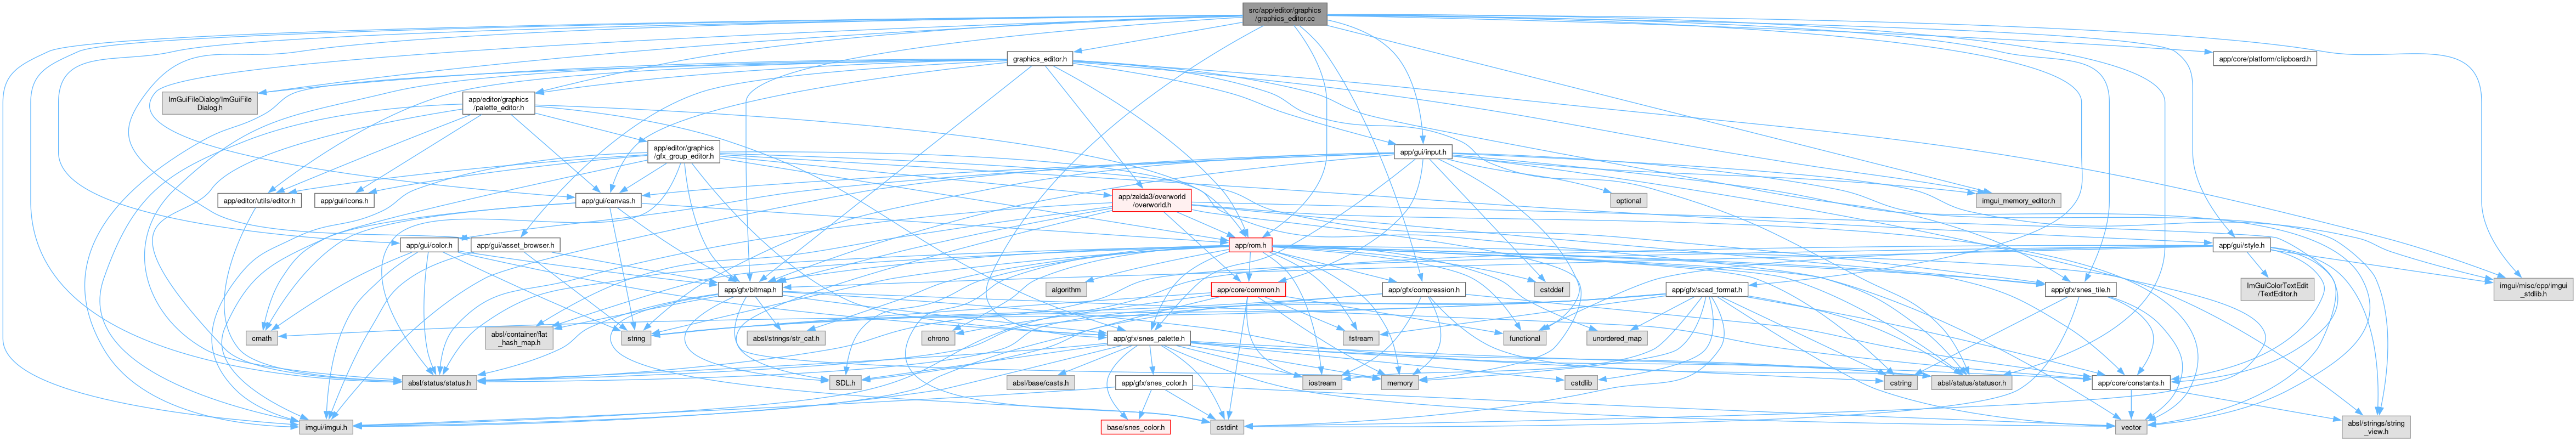 src/app/editor/graphics
/graphics_editor.cc
graphics_editor.h
app/core/platform/clipboard.h
ImGuiFileDialog/ImGuiFile
Dialog.h
app/editor/graphics
/palette_editor.h
app/editor/graphics
/gfx_group_editor.h
app/gui/input.h
app/editor/utils/editor.h
app/gui/icons.h
app/gui/canvas.h
app/zelda3/overworld
/overworld.h
optional
imgui_memory_editor.h
app/gui/color.h
app/gui/asset_browser.h
app/rom.h
app/gui/style.h
algorithm
app/gfx/bitmap.h
app/core/common.h
app/gfx/compression.h
cstddef
app/gfx/scad_format.h
app/gfx/snes_tile.h
ImGuiColorTextEdit
/TextEditor.h
imgui/misc/cpp/imgui
_stdlib.h
cmath
absl/container/flat
_hash_map.h
string
absl/strings/str_cat.h
chrono
app/gfx/snes_palette.h
fstream
functional
unordered_map
absl/status/status.h
SDL.h
absl/base/casts.h
app/gfx/snes_color.h
iostream
memory
cstdlib
cstring
absl/status/statusor.h
app/core/constants.h
imgui/imgui.h
base/snes_color.h
cstdint
vector
absl/strings/string
_view.h